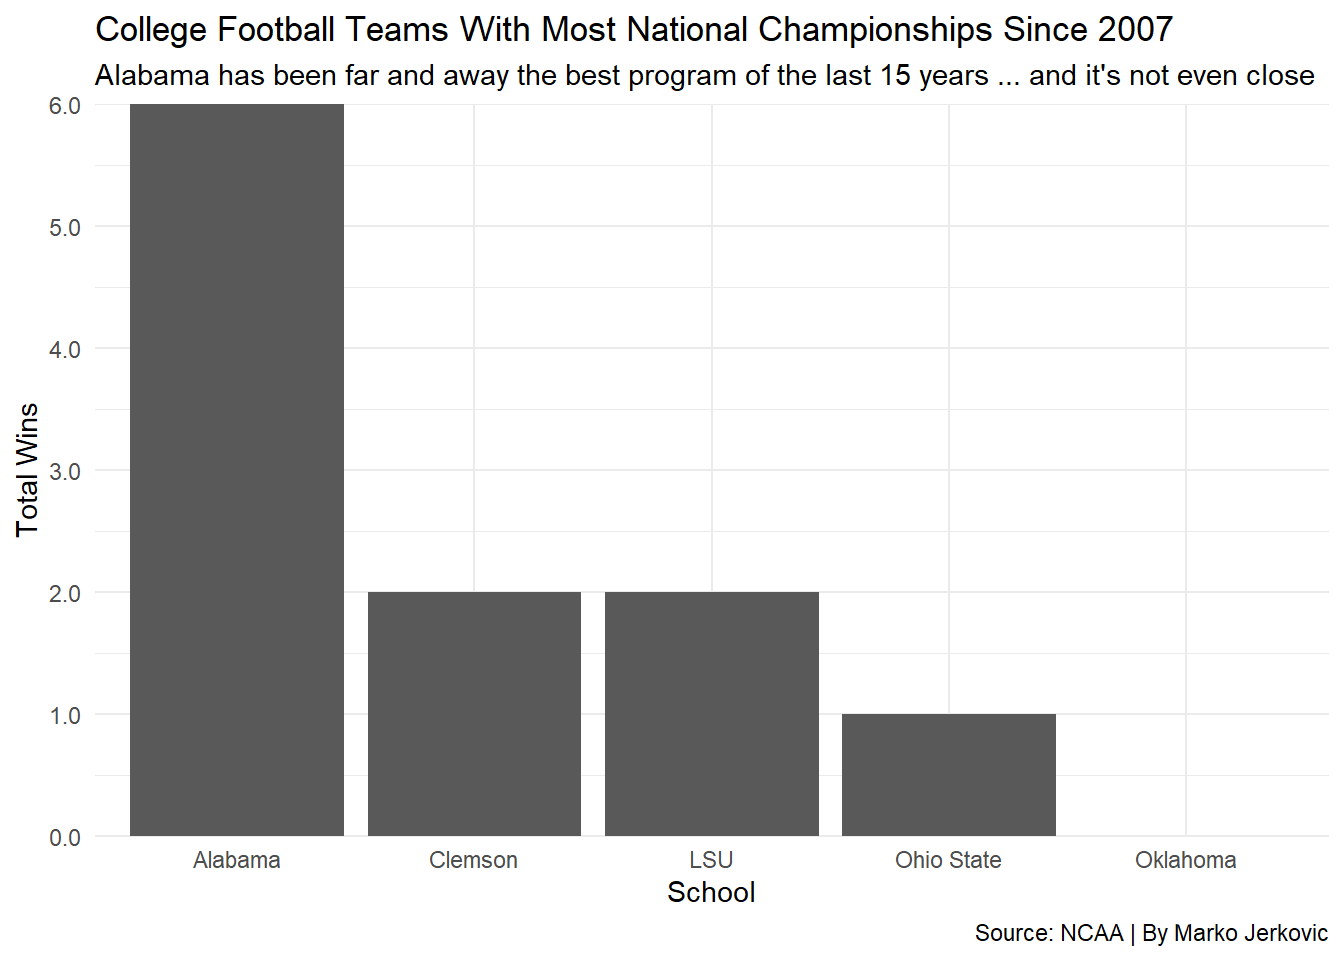 College Football Teams With Most National Championships Since 2007
Alabama has been far and away the best program of the last 15 years ... and it's not even close
6.0
5.0
4.0
3.0
2.0
1.0
0.0
Total Wins
Alabama Clemson LSU Ohio State Oklahoma
School
Source: NCAA | By Marko Jerkovic